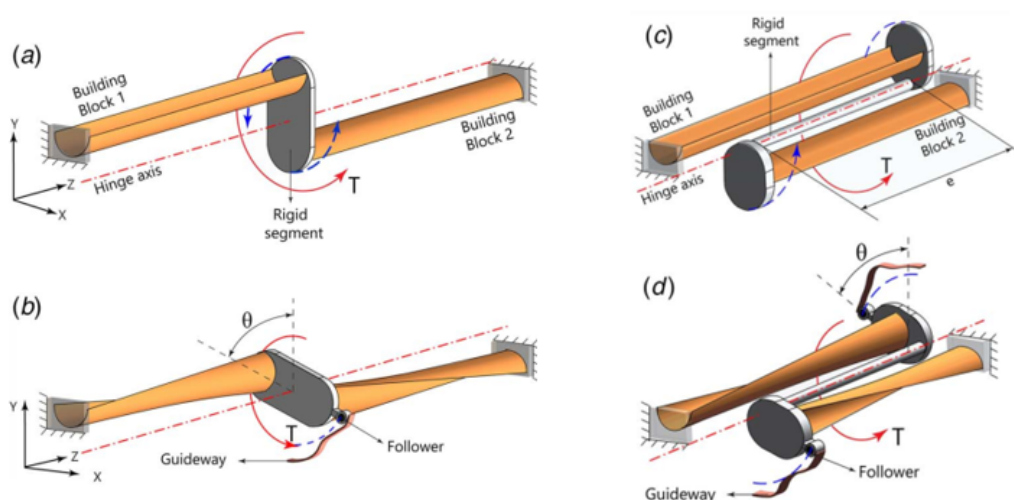 (a)
Building
Block 1
Y
Z
X
Hinge axis
T
Building
Block 2
Rigid
segment
(b)
θ
Y
Z
X
T
Guideway
Follower
(c)
Rigid
segment
Building
Block 1
Building
Block 2
Hinge axis
T
e
(d)
θ
T
Follower
Guideway